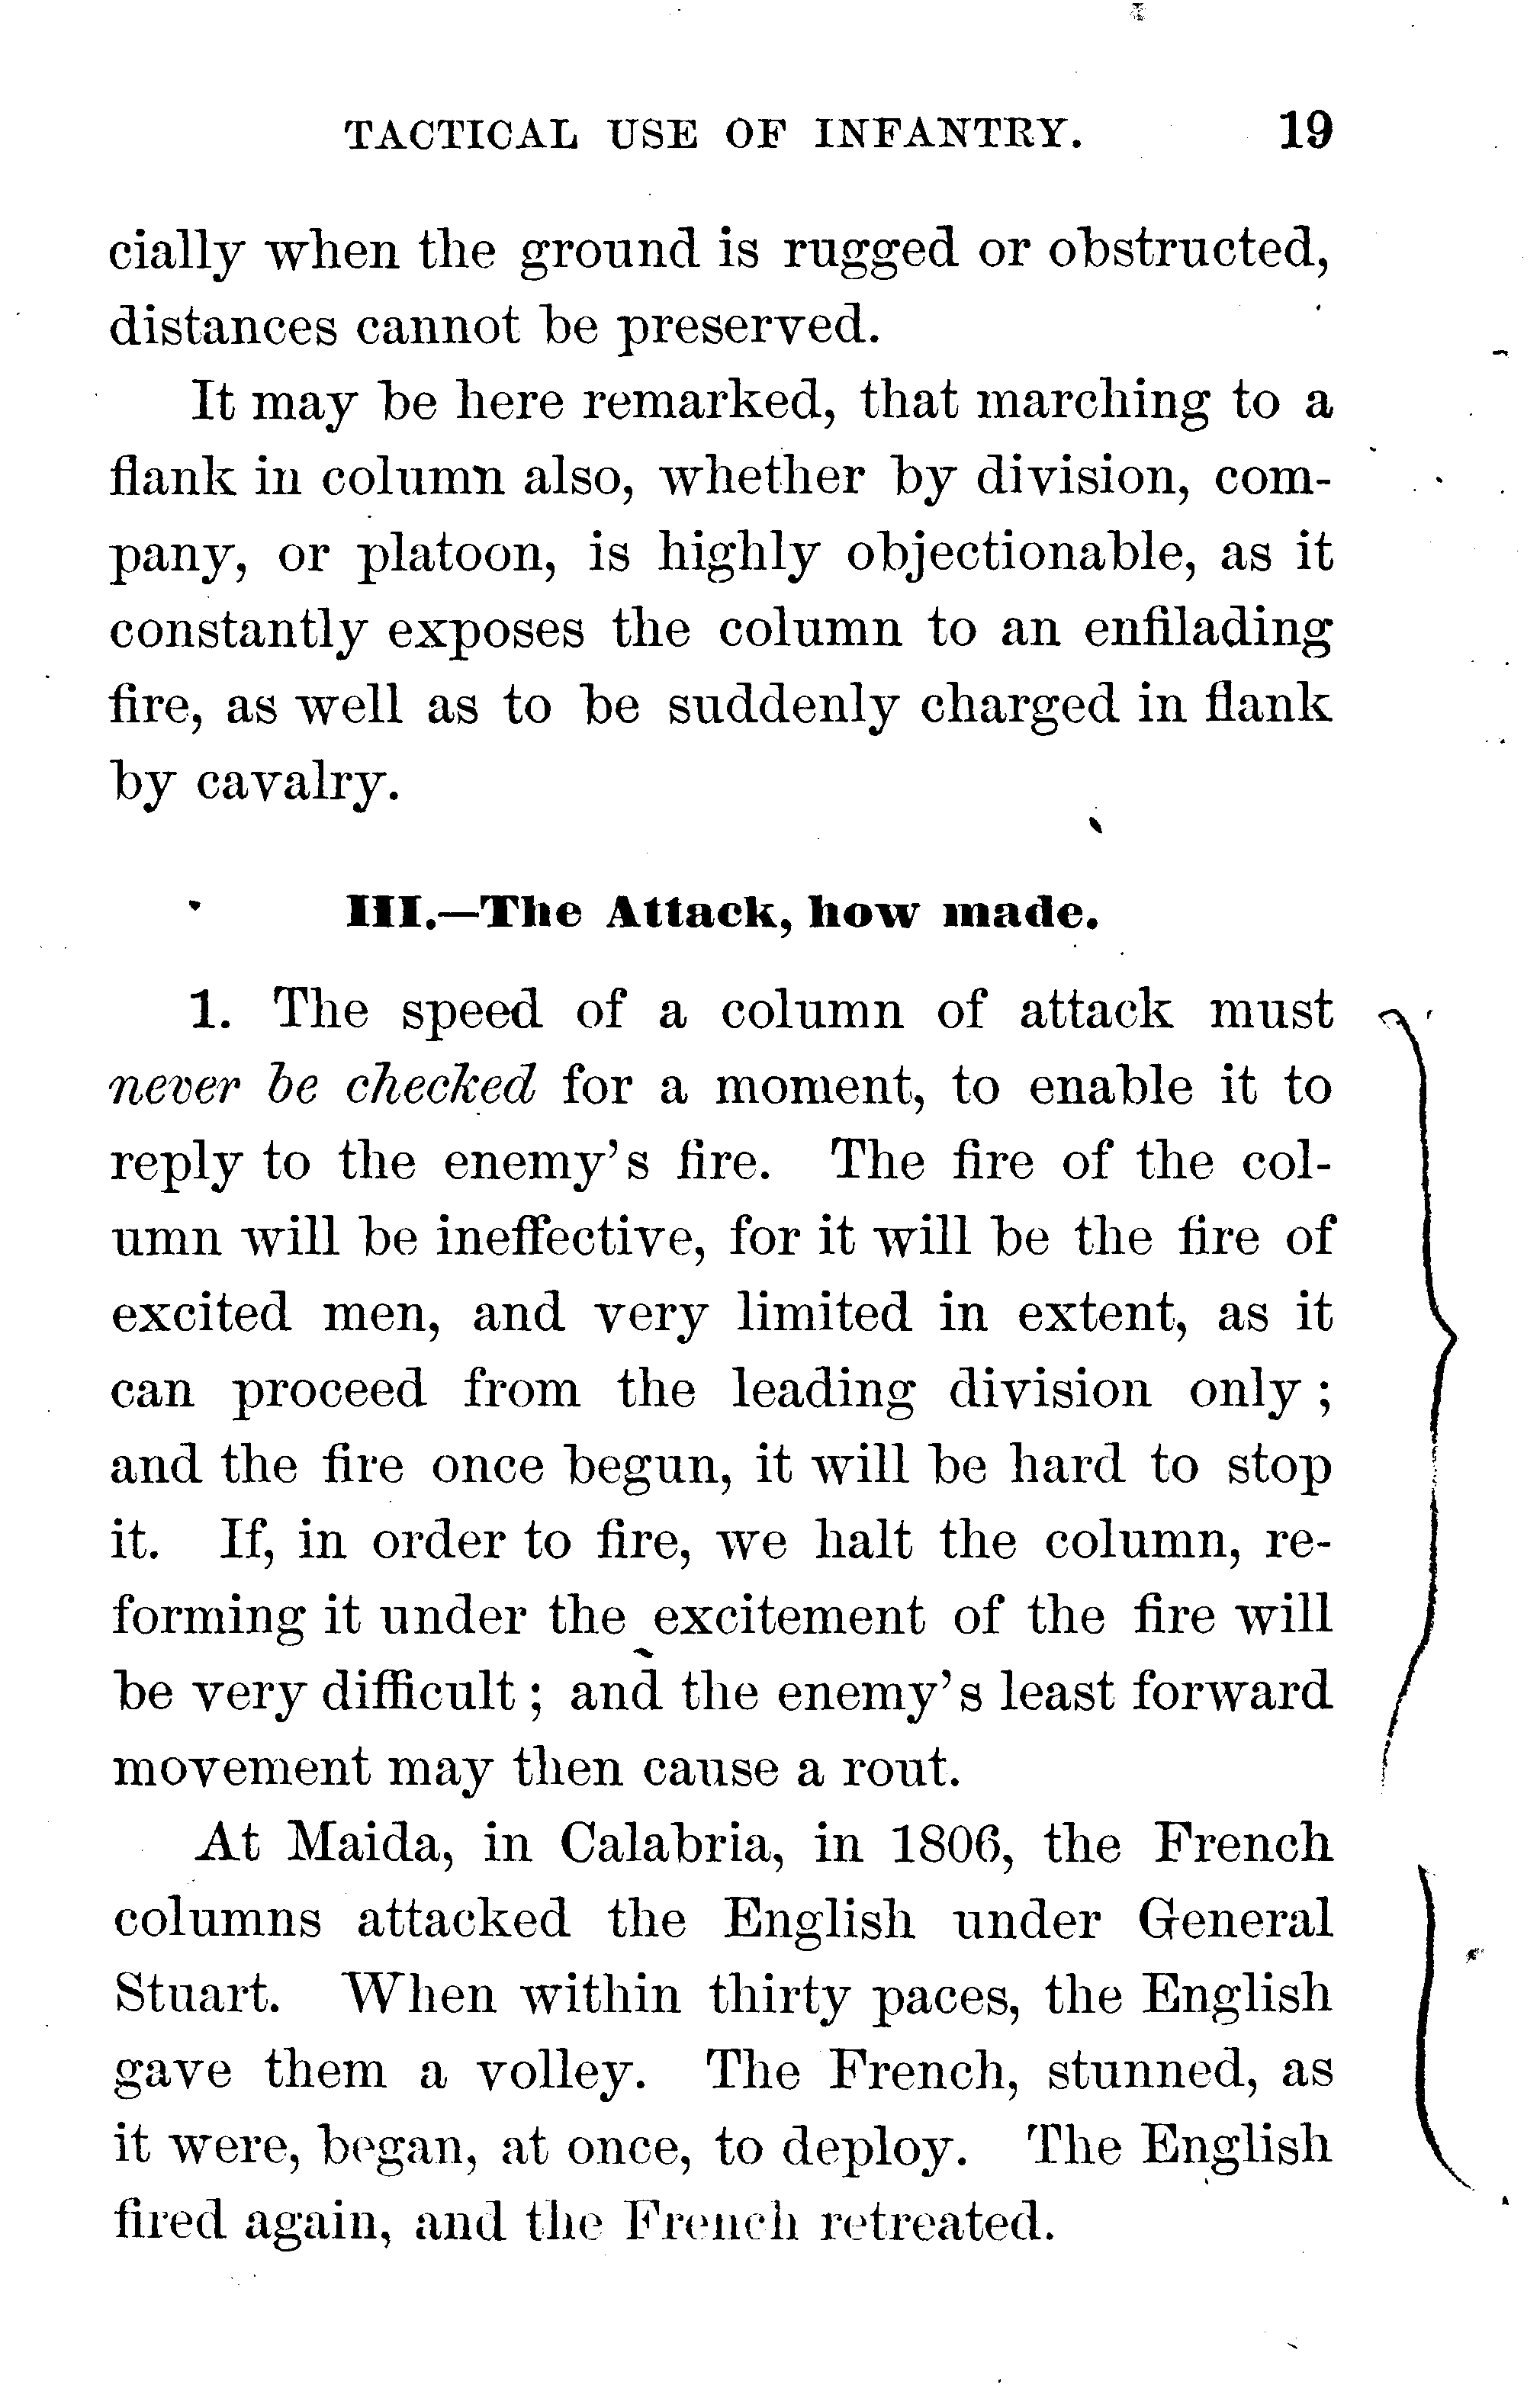 TACTICAL USE OF INFANTRY. 19
cially when the ground is rugged or obstructed,
distances cannot be preserved.
It may be here remarked, that marching to a
flank in column also, whether by division, com-
pany, or platoon, is highly objectionable, as it
constantly exposes the column to an enfilading
fire, as well as to be suddenly charged in flank
by cavalry.
III.—The Attack, how made.
1. The speed of a column of attack must
never be checked for a moment, to enable it to
reply to the enemy's fire. The fire of the col-
umn will be ineffective, for it will be the fire of
excited men, and very limited in extent, as it
can proceed from the leading division only;
and the fire once begun, it will be hard to stop
it. If, in order to fire, we halt the column, re-
forming it under the excitement of the fire will
be very difficult; and the enemy's least forward
movement may then cause a rout.
At Maida, in Calabria, in 1806, the French
columns attacked the English under General
Stuart. When within thirty paces, the English
gave them a volley. The French, stunned, as
it were, began, at once, to deploy. The English
fired again, and the French retreated.